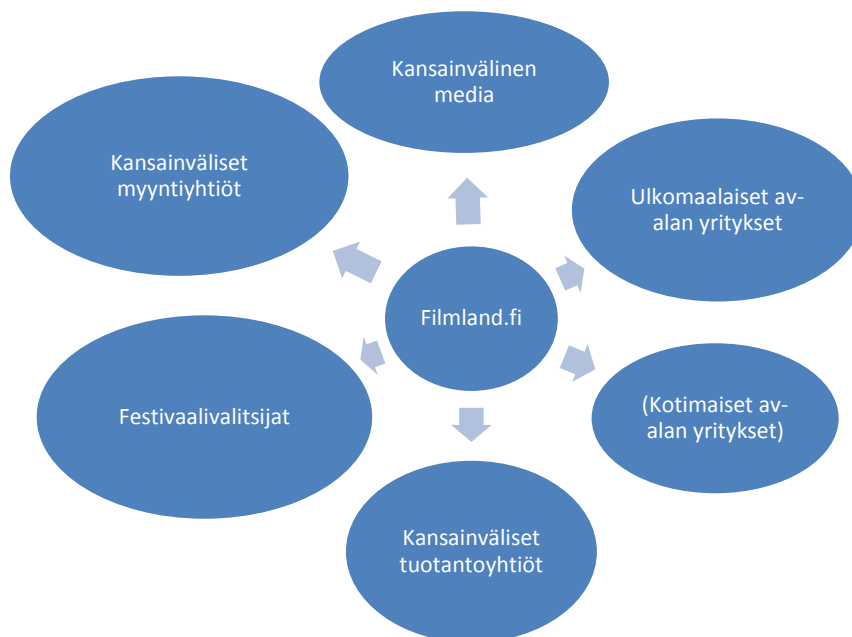 Kansainvälinen
media
Kansainväliset
myyntiyhtiöt
Ulkomaalaiset av-
alan yritykset
Filmland.fi
Festivaalivalitsijat
(Kotimaiset av-
alan yritykset)
Kansainväliset
tuotantoyhtiöt